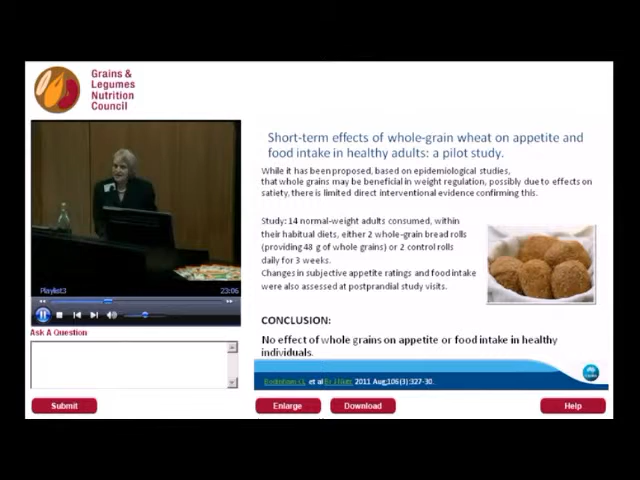 Grains &
Legumes
Nutrition
Council
Short-term effects of whole-grain wheat on appetite and
food intake in healthy adults: a pilot study.
While it has been proposed, based on epidemiological studies,
that whole grains may be beneficial in weight regulation, possibly due to effects on
satiety, there is limited direct interventional evidence confirming this.
Study: 14 normal-weight adults consumed, within
their habitual diets, either 2 whole-grain bread rolls
(providing 48 g of whole grains) or 2 control rolls
daily for 3 weeks.
Changes in subjective appetite ratings and food intake
were also assessed at postprandial study visits.
Playlist3 23:06
CONCLUSION:
No effect of whole grains on appetite or food intake in healthy
individuals.
Ask A Question
et al Br J Nutr. 2011 Aug;106(3):327-30.
Submit
Enlarge
Download
Help